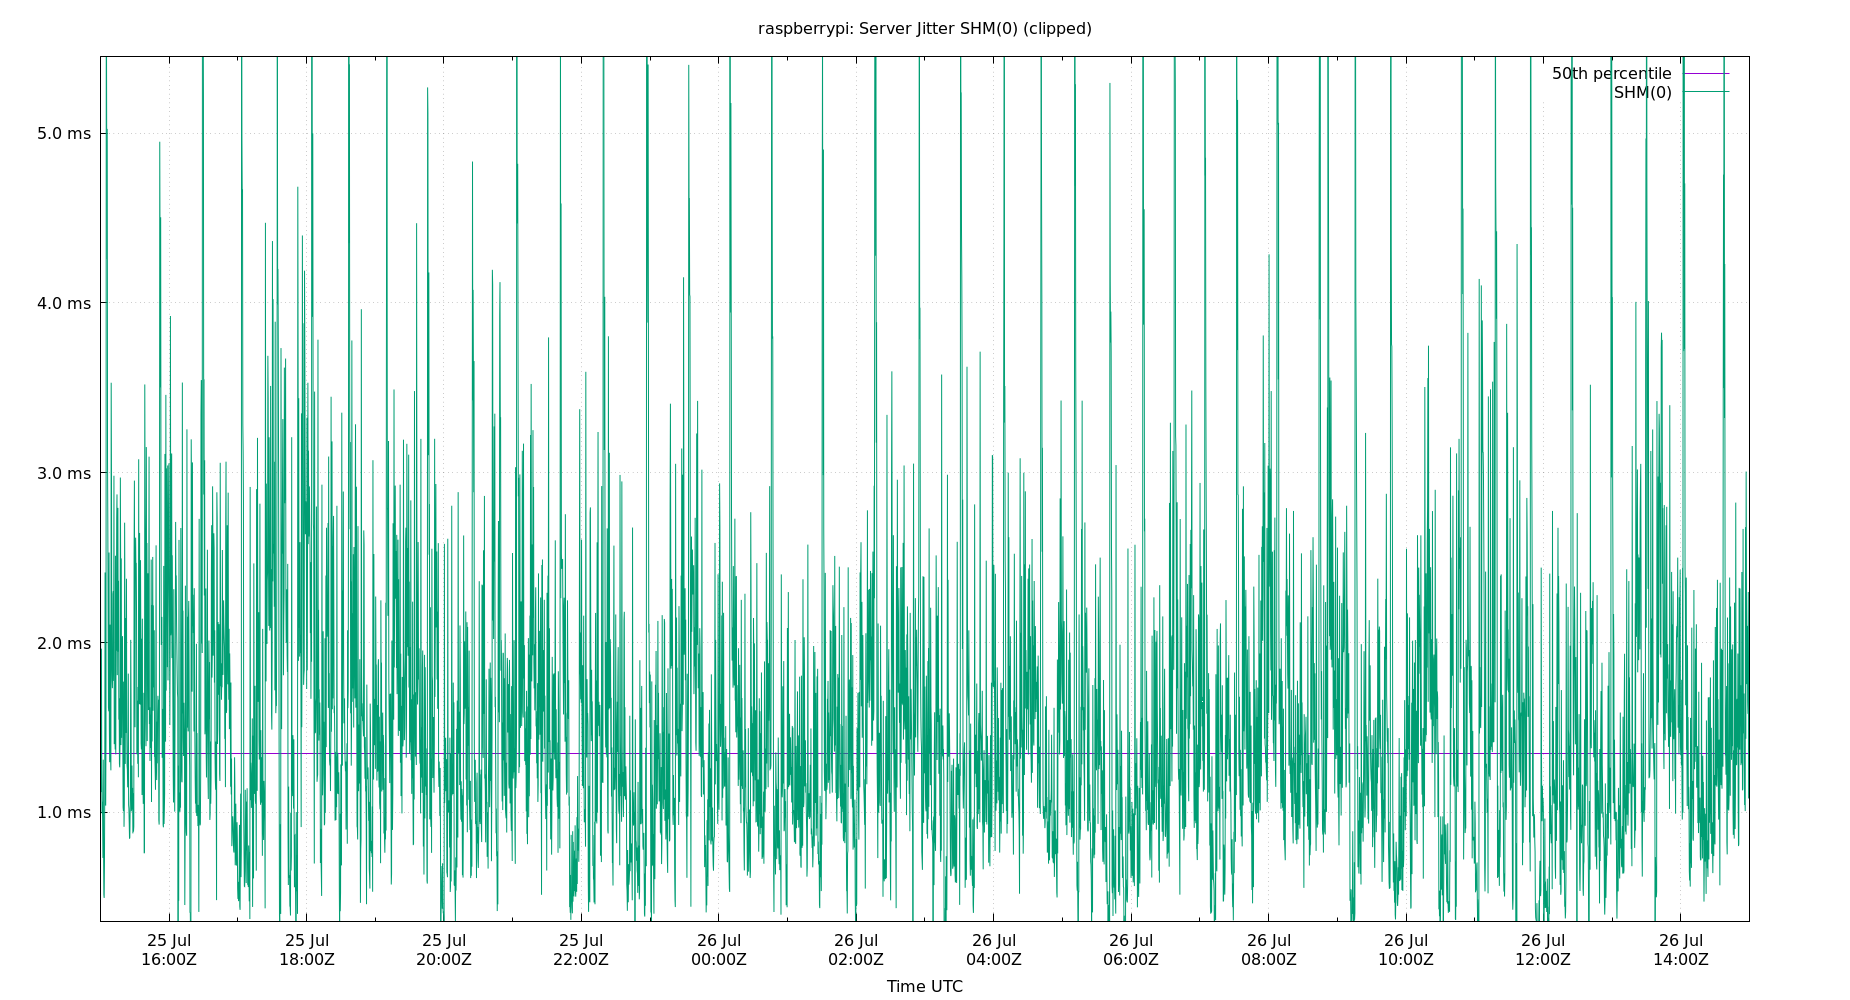 raspberrypi: Server Jitter SHM(0) (clipped)
50th percentile
SHM(0)
5.0 ms
4.0 ms
3.0 ms
2.0 ms
1.0 ms
25 Jul 25 Jul 25 Jul 25 Jul 26 Jul 26 Jul 26 Jul 26 Jul 26 Jul 26 Jul 26 Jul 26 Jul
16:00Z 18:00Z 20:00Z 22:00Z 00:00Z 02:00Z 04:00Z 06:00Z 08:00Z 10:00Z 12:00Z 14:00Z
Time UTC